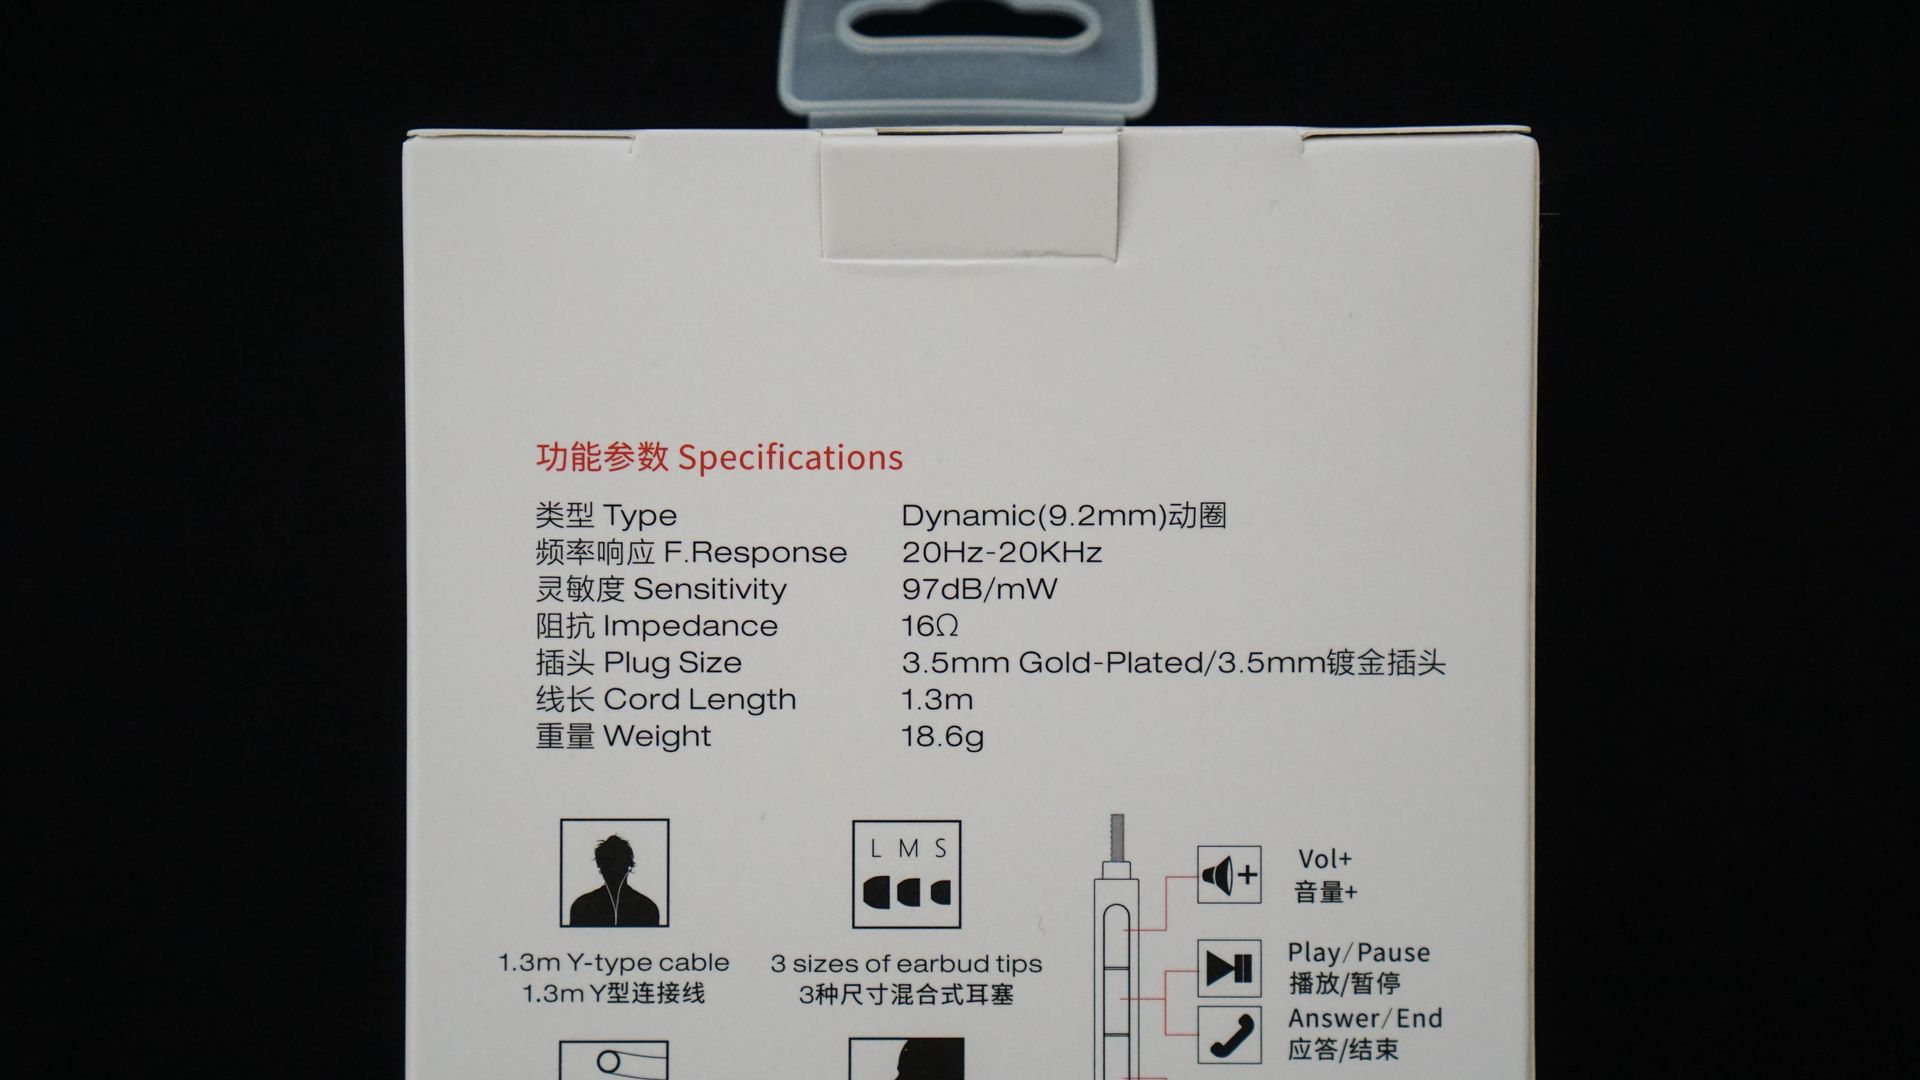 功能参数 Specifications
类型 Type Dynamic(9.2mm)动圈
频率响应 F.Response 20Hz-20KHz
灵敏度 Sensitivity 97dB/mW
阻抗 Impedance 16Ω
插头 Plug Size 3.5mm Gold-Plated/3.5mm镀金插头
线长 Cord Length 1.3m
重量 Weight 18.6g
L M S
1.3m Y-type cable
1.3m Y型连接线
3 sizes of earbud tips
3种尺寸混合式耳塞
Vol+
音量+
Play/Pause
播放/暂停
Answer/End
应答/结束